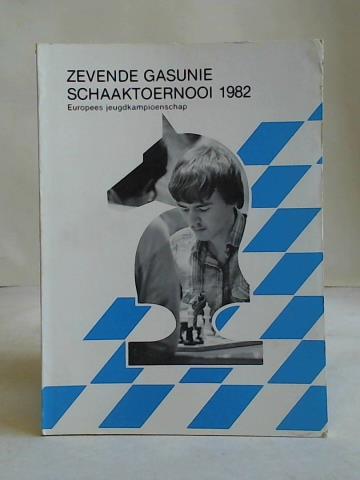 ZEVENDE GASUNIE
SCHAAKTOERNOOI 1982
Europees jeugdkampioenschap